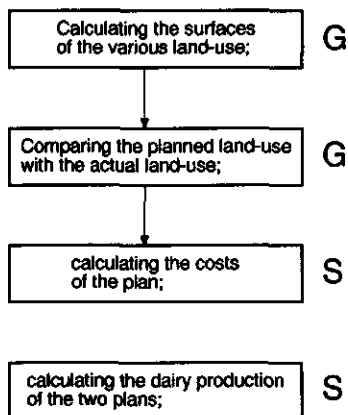 Calculating the surfaces
of the various land-use;
G
Comparing the planned land-use
with the actual land-use;
G
calculating the costs
of the plan;
S
calculating the dairy production
of the two plans;
S